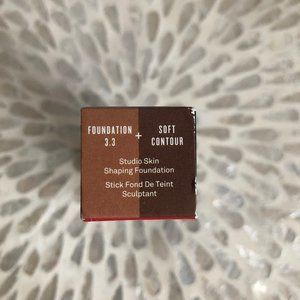 FOUNDATION
3.3
+
SOFT
CONTOUR
Studio Skin
Shaping Foundation
Stick Fond De Teint
Sculptant